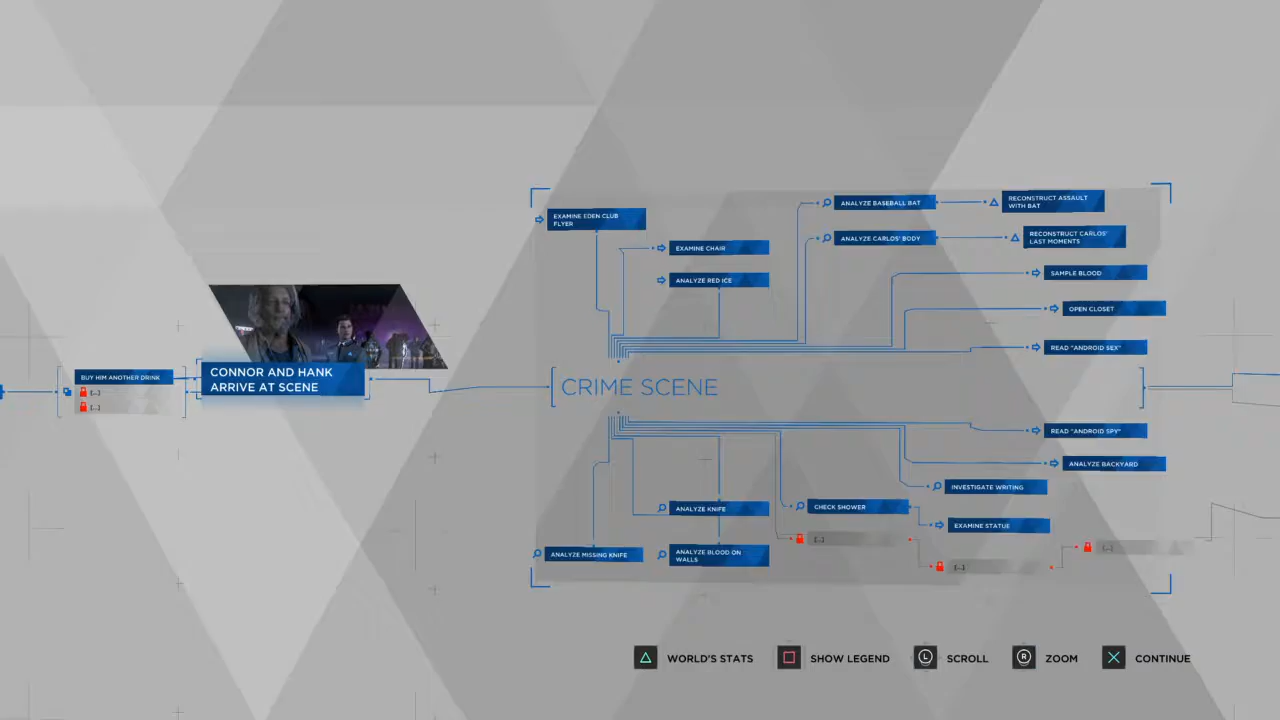 BUY HIM ANOTHER DRINK
[...]
[...]
CONNOR AND HANK
ARRIVE AT SCENE
EXAMINE EDEN CLUB
FLYER
EXAMINE CHAIR
ANALYZE RED ICE
ANALYZE BASEBALL BAT
RECONSTRUCT ASSAULT
WITH BAT
ANALYZE CARLOS' BODY
RECONSTRUCT CARLOS'
LAST MOMENTS
SAMPLE BLOOD
OPEN CLOSET
READ "ANDROID SEX"
CRIME SCENE
READ "ANDROID SPY"
ANALYZE BACKYARD
INVESTIGATE WRITING
ANALYZE KNIFE
CHECK SHOWER
EXAMINE STATUE
[...]
[...]
[...]
ANALYZE MISSING KNIFE
ANALYZE BLOOD ON
WALLS
WORLD'S STATS
SHOW LEGEND
L
SCROLL
R
ZOOM
CONTINUE